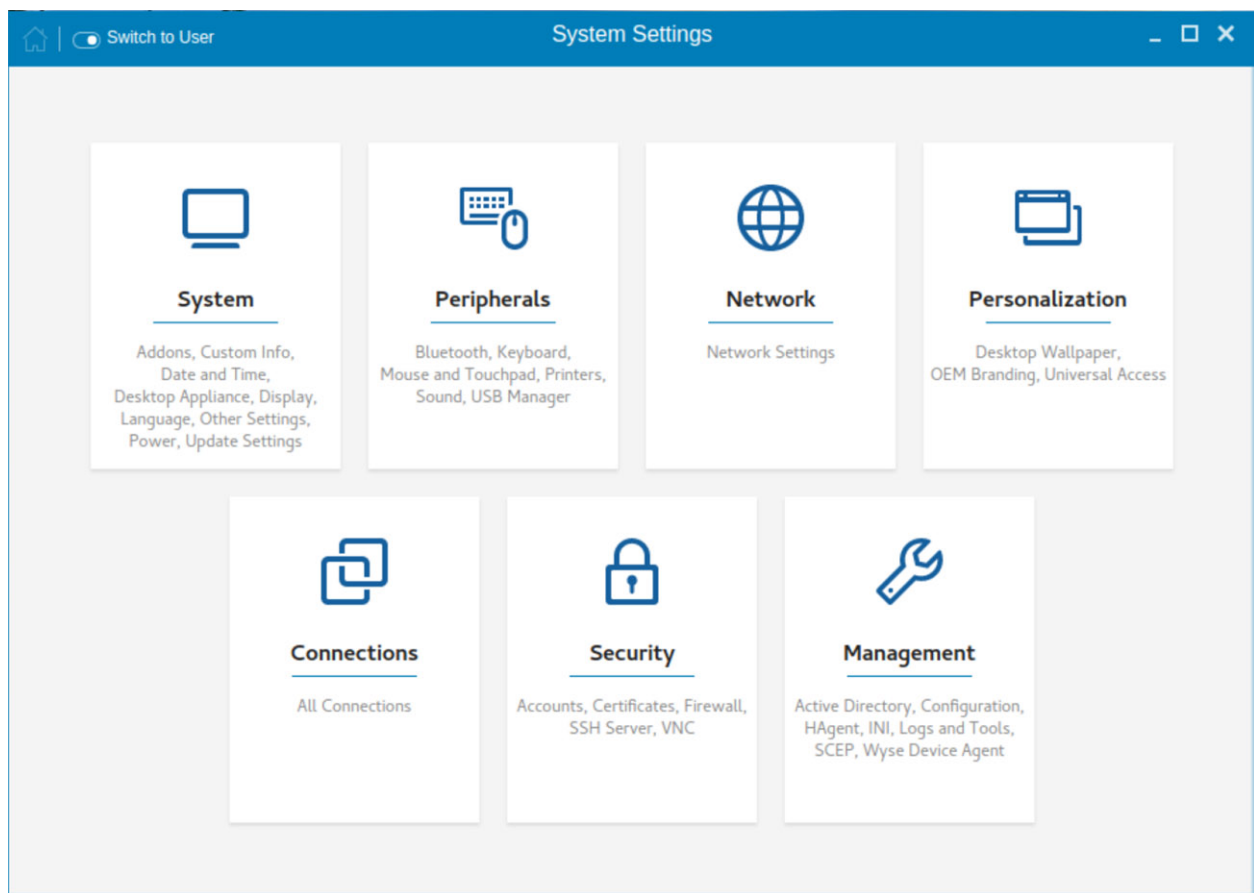 Switch to User
System Settings
System
Addons, Custom Info,
Date and Time,
Desktop Appliance, Display,
Language, Other Settings,
Power, Update Settings
Peripherals
Bluetooth, Keyboard,
Mouse and Touchpad, Printers,
Sound, USB Manager
Network
Network Settings
Personalization
Desktop Wallpaper,
OEM Branding, Universal Access
Connections
All Connections
Security
Accounts, Certificates, Firewall,
SSH Server, VNC
Management
Active Directory, Configuration,
HAgent, INI, Logs and Tools,
SCEP, Wyse Device Agent